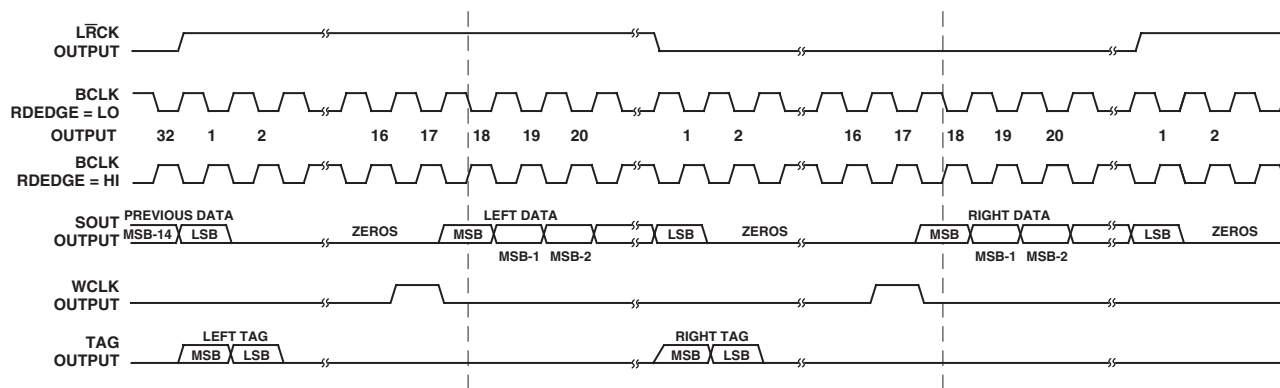 LR̅CK
OUTPUT
BCLK
RDEDGE = LO
OUTPUT 32 1 2 16 17 18 19 20 1 2 16 17 18 19 20 1 2
BCLK
RDEDGE = HI
PREVIOUS DATA LEFT DATA RIGHT DATA
SOUT
OUTPUT MSB-14 LSB ZEROS MSB LSB ZEROS MSB LSB ZEROS
MSB-1 MSB-2 MSB-1 MSB-2
WCLK
OUTPUT
LEFT TAG RIGHT TAG
TAG
OUTPUT MSB LSB MSB LSB